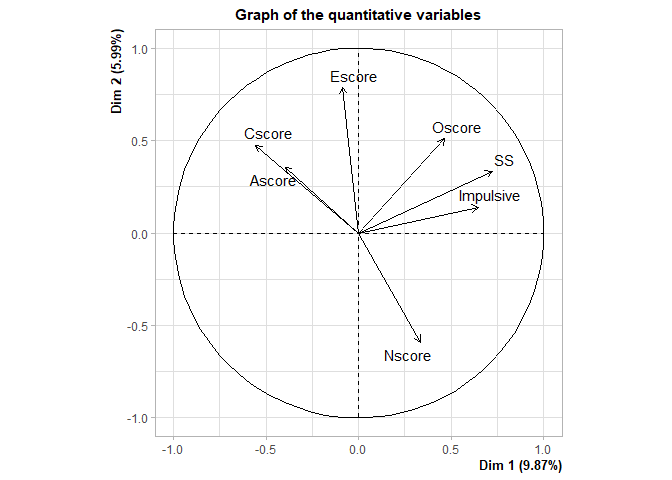 Graph of the quantitative variables
Dim 2 (5.99%)
1.0
0.5
0.0
-0.5
-1.0
Escore
Oscore
Cscore
SS
Ascore
Impulsive
Nscore
-1.0 -0.5 0.0 0.5 1.0
Dim 1 (9.87%)